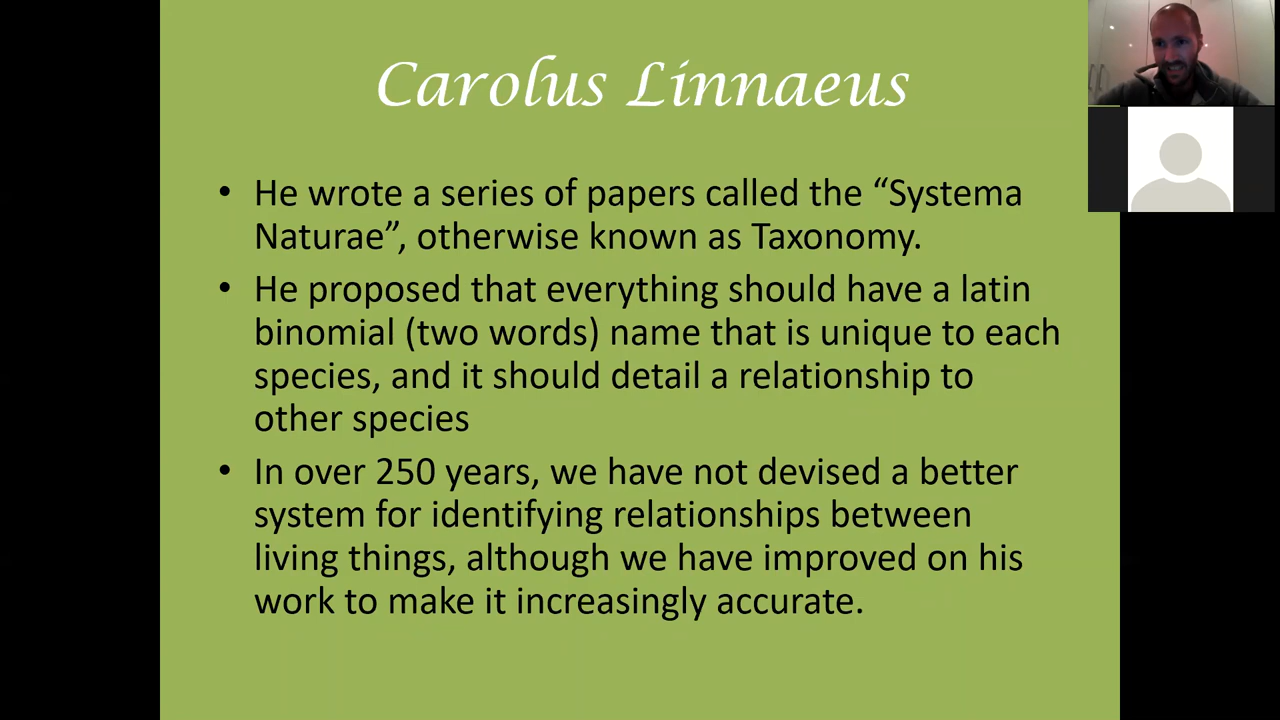 Carolus Linnaeus
• He wrote a series of papers called the “Systema
Naturae”, otherwise known as Taxonomy.
• He proposed that everything should have a latin
binomial (two words) name that is unique to each
species, and it should detail a relationship to
other species
• In over 250 years, we have not devised a better
system for identifying relationships between
living things, although we have improved on his
work to make it increasingly accurate.